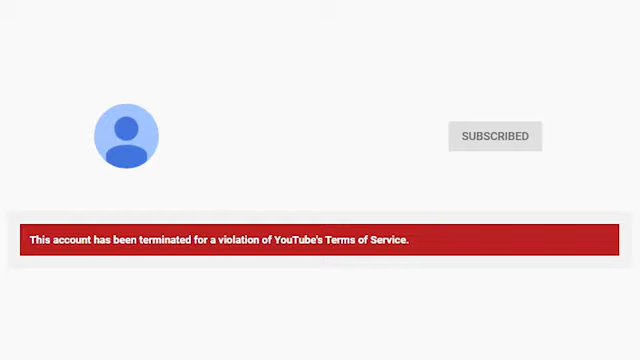 SUBSCRIBED
This account has been terminated for a violation of YouTube's Terms of Service.